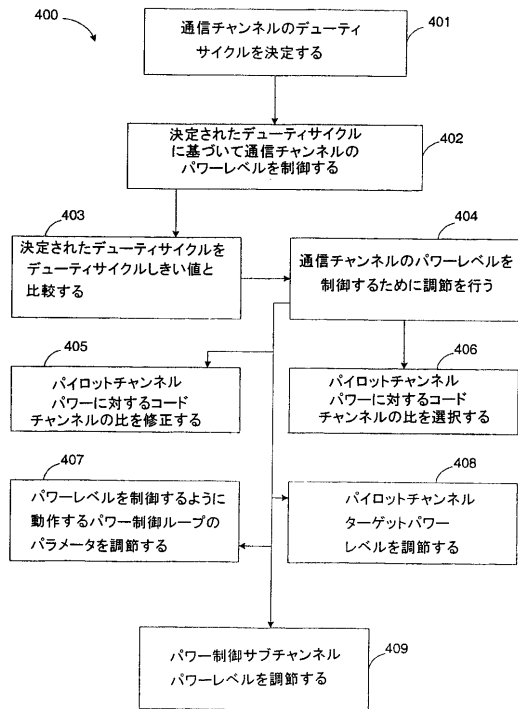 400
401
通信チャンネルのデューティ
サイクルを決定する
402
決定されたデューティサイクル
に基づいて通信チャンネルの
パワーレベルを制御する
403
決定されたデューティサイクルを
デューティサイクルしきい値と
比較する
404
通信チャンネルのパワーレベルを
制御するために調節を行う
405
パイロットチャンネル
パワーに対するコード
チャンネルの比を修正する
406
パイロットチャンネル
パワーに対するコード
チャンネルの比を選択する
407
パワーレベルを制御するように
動作するパワー制御ループの
パラメータを調節する
408
パイロットチャンネル
ターゲットパワー
レベルを調節する
409
パワー制御サブチャンネル
パワーレベルを調節する